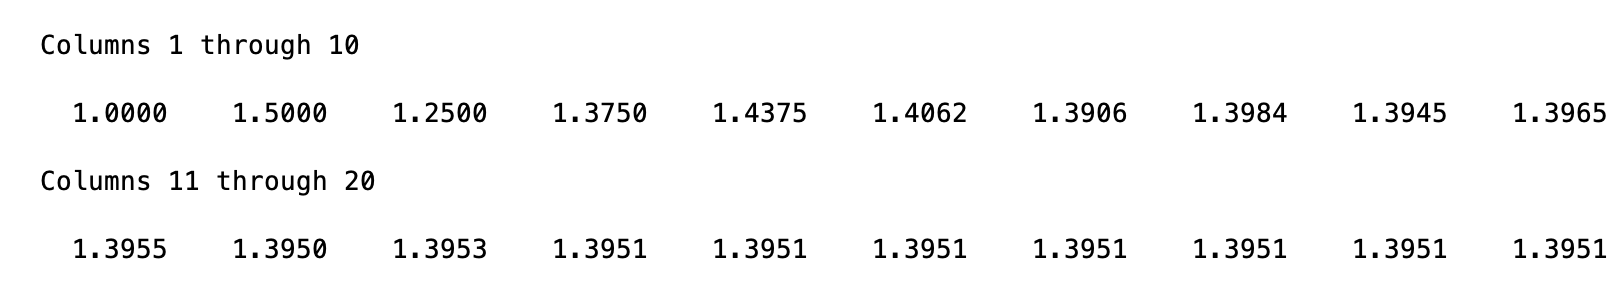 Columns 1 through 10
1.0000 1.5000 1.2500 1.3750 1.4375 1.4062 1.3906 1.3984 1.3945 1.3965
Columns 11 through 20
1.3955 1.3950 1.3953 1.3951 1.3951 1.3951 1.3951 1.3951 1.3951 1.3951